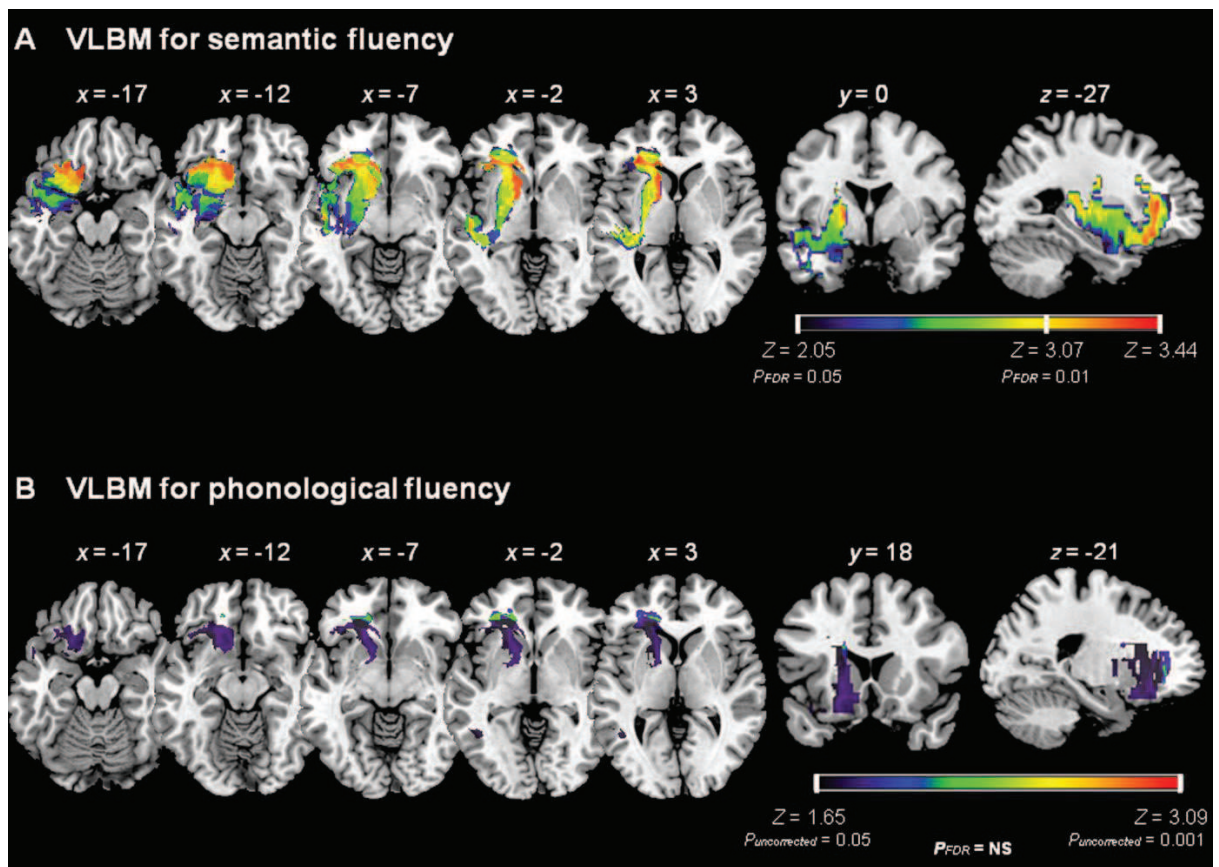 A VLBM for semantic fluency
x = -17 x = -12 x = -7 x = -2 x = 3 y = 0 z = -27
Z = 2.05 Z = 3.07 Z = 3.44
PFDR = 0.05 PFDR = 0.01
B VLBM for phonological fluency
x = -17 x = -12 x = -7 x = -2 x = 3 y = 18 z = -21
Z = 1.65 Z = 3.09
Puncorrected = 0.05 PFDR = NS Puncorrected = 0.001